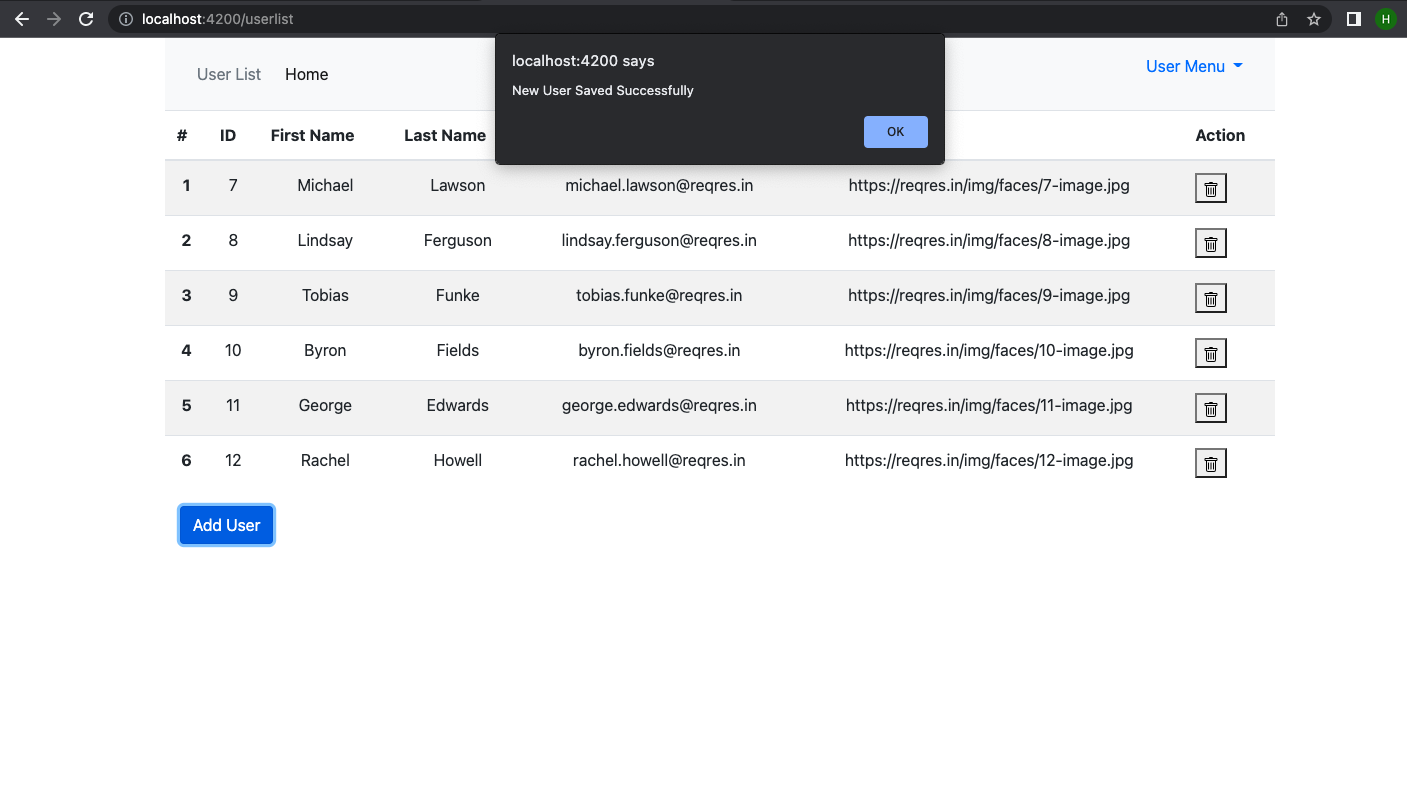 localhost:4200/userlist
H
localhost:4200 says
New User Saved Successfully
OK
User List Home User Menu
# ID First Name Last Name Action
1 7 Michael Lawson michael.lawson@reqres.in https://reqres.in/img/faces/7-image.jpg
2 8 Lindsay Ferguson lindsay.ferguson@reqres.in https://reqres.in/img/faces/8-image.jpg
3 9 Tobias Funke tobias.funke@reqres.in https://reqres.in/img/faces/9-image.jpg
4 10 Byron Fields byron.fields@reqres.in https://reqres.in/img/faces/10-image.jpg
5 11 George Edwards george.edwards@reqres.in https://reqres.in/img/faces/11-image.jpg
6 12 Rachel Howell rachel.howell@reqres.in https://reqres.in/img/faces/12-image.jpg
Add User